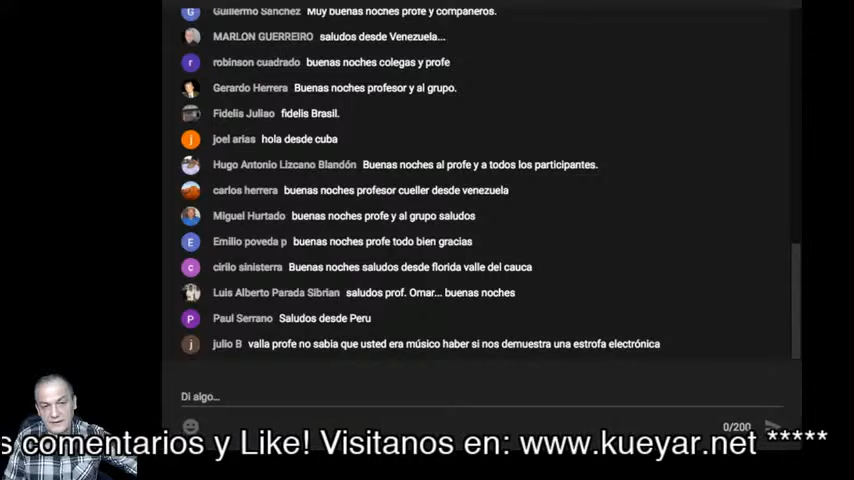 Guillermo Sanchez Muy buenas noches profe y compañeros.
MARLON GUERREIRO saludos desde Venezuela...
robinson cuadrado buenas noches colegas y profe
Gerardo Herrera Buenas noches profesor y al grupo.
Fidelis Juliao fidelis Brasil.
joel arias hola desde cuba
Hugo Antonio Lizcano Blandón Buenas noches al profe y a todos los participantes.
carlos herrera buenas noches profesor cueller desde venezuela
Miguel Hurtado buenas noches profe y al grupo saludos
Emilio poveda p buenas noches profe todo bien gracias
cirilo sinisterra Buenas noches saludos desde florida valle del cauca
Luis Alberto Parada Sibrian saludos prof. Omar... buenas noches
Paul Serrano Saludos desde Peru
julio B valla profe no sabia que usted era músico haber si nos demuestra una estrofa electrónica
Di algo...
0/200
s comentarios y Like! Visitanos en: www.kueyar.net *****